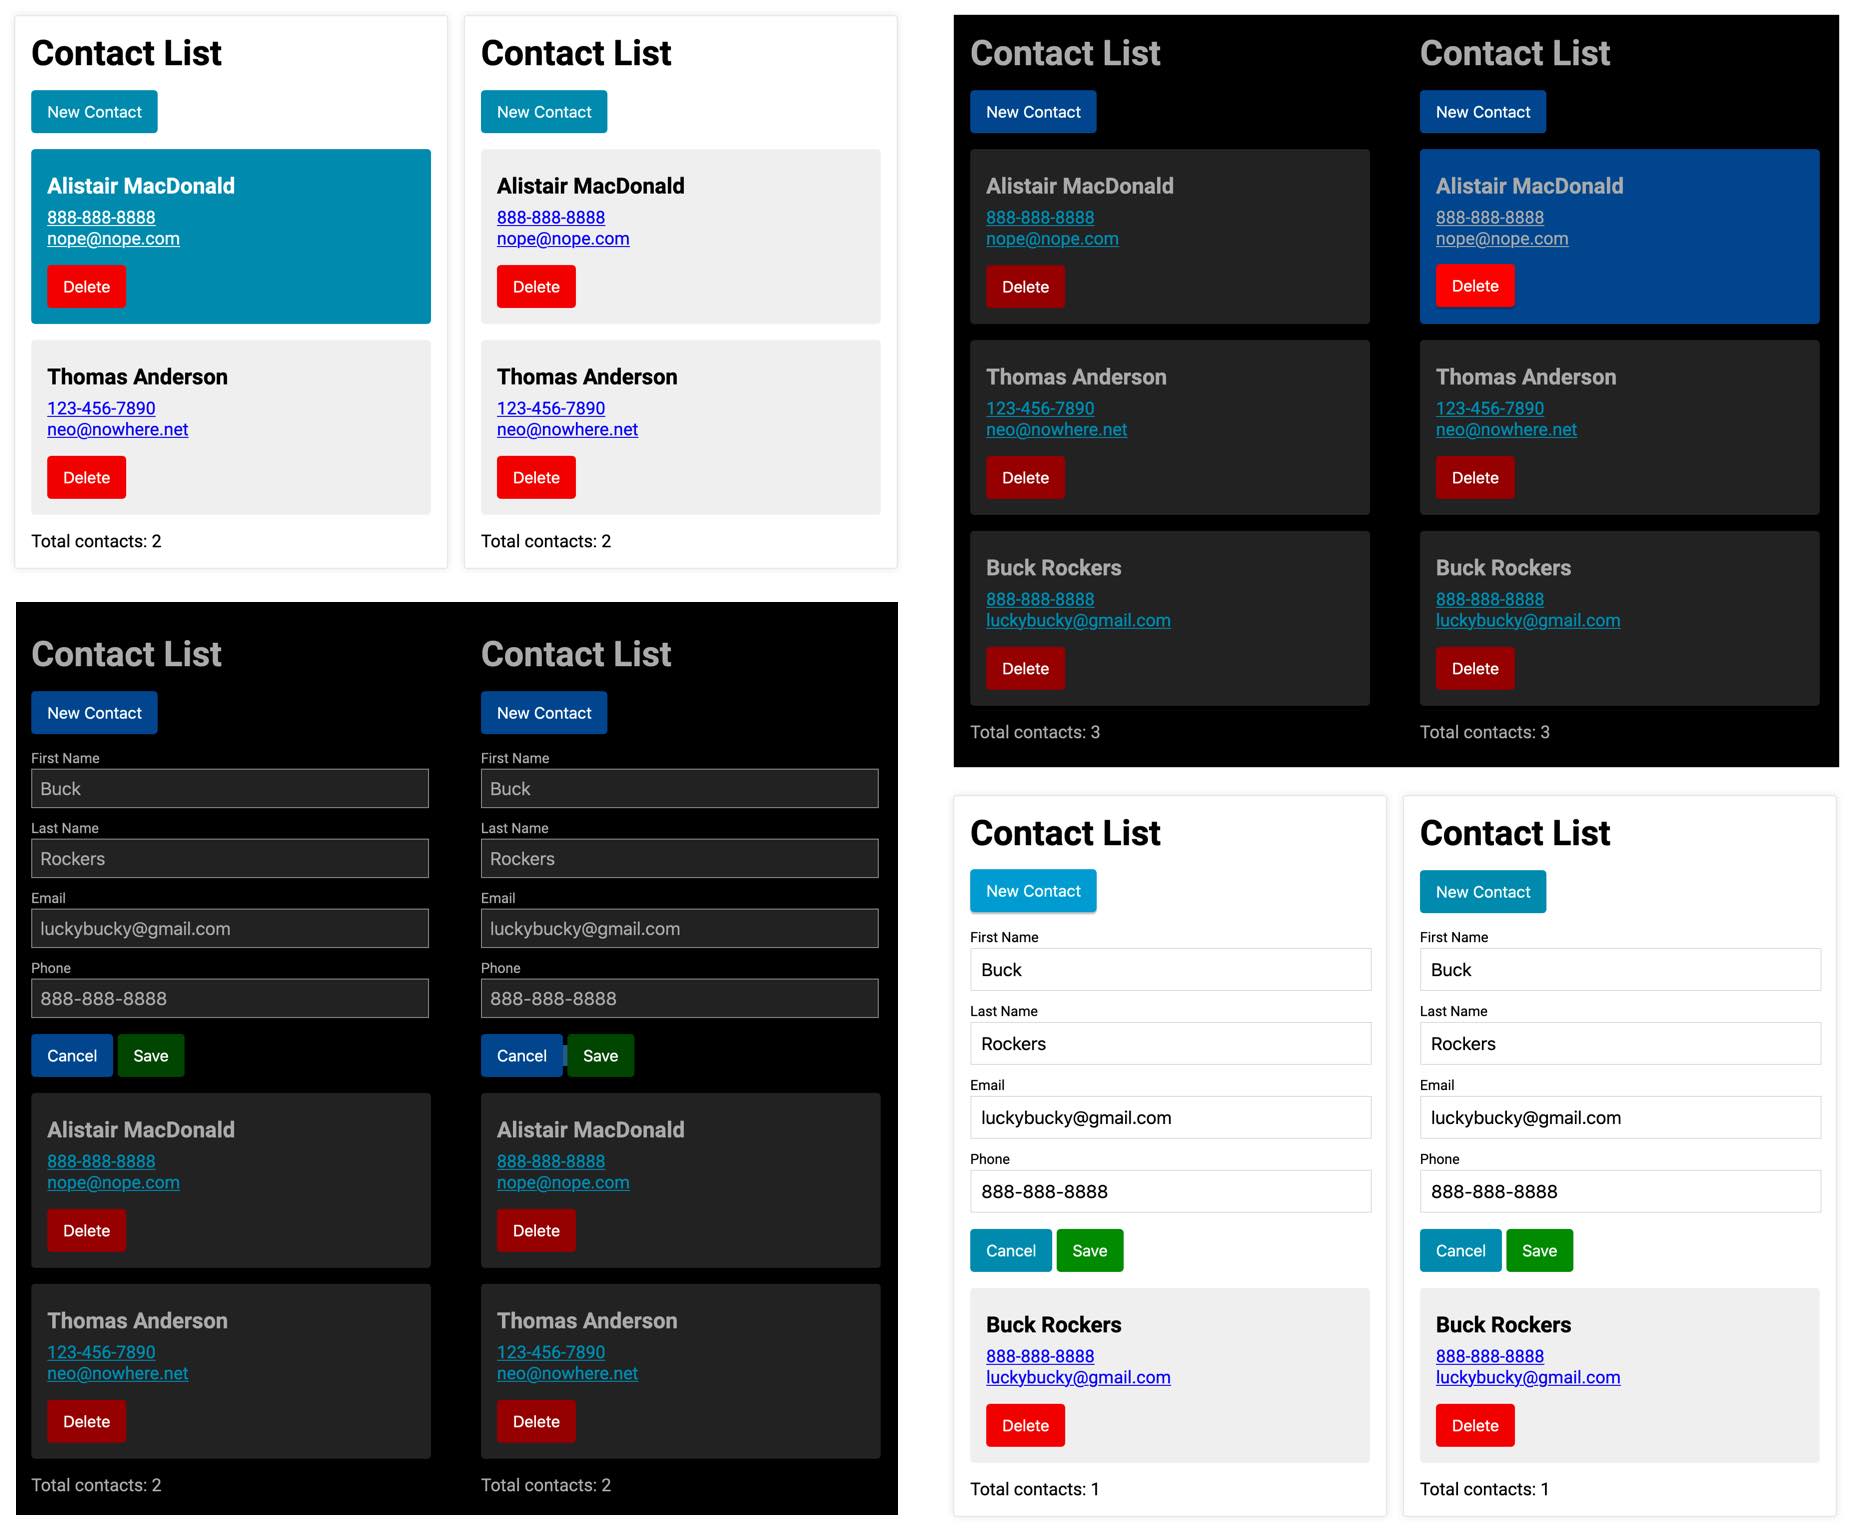 Contact List
New Contact
Alistair MacDonald
888-888-8888
nope@nope.com
Delete
Thomas Anderson
123-456-7890
neo@nowhere.net
Delete
Total contacts: 2
Contact List
New Contact
Alistair MacDonald
888-888-8888
nope@nope.com
Delete
Thomas Anderson
123-456-7890
neo@nowhere.net
Delete
Total contacts: 2
Contact List
New Contact
Alistair MacDonald
888-888-8888
nope@nope.com
Delete
Thomas Anderson
123-456-7890
neo@nowhere.net
Delete
Buck Rockers
888-888-8888
luckybucky@gmail.com
Delete
Total contacts: 3
Contact List
New Contact
Alistair MacDonald
888-888-8888
nope@nope.com
Delete
Thomas Anderson
123-456-7890
neo@nowhere.net
Delete
Buck Rockers
888-888-8888
luckybucky@gmail.com
Delete
Total contacts: 3
Contact List
New Contact
First Name
Buck
Last Name
Rockers
Email
luckybucky@gmail.com
Phone
888-888-8888
Cancel Save
Alistair MacDonald
888-888-8888
nope@nope.com
Delete
Thomas Anderson
123-456-7890
neo@nowhere.net
Delete
Total contacts: 2
Contact List
New Contact
First Name
Buck
Last Name
Rockers
Email
luckybucky@gmail.com
Phone
888-888-8888
Cancel Save
Alistair MacDonald
888-888-8888
nope@nope.com
Delete
Thomas Anderson
123-456-7890
neo@nowhere.net
Delete
Total contacts: 2
Contact List
New Contact
First Name
Buck
Last Name
Rockers
Email
luckybucky@gmail.com
Phone
888-888-8888
Cancel Save
Buck Rockers
888-888-8888
luckybucky@gmail.com
Delete
Total contacts: 1
Contact List
New Contact
First Name
Buck
Last Name
Rockers
Email
luckybucky@gmail.com
Phone
888-888-8888
Cancel Save
Buck Rockers
888-888-8888
luckybucky@gmail.com
Delete
Total contacts: 1